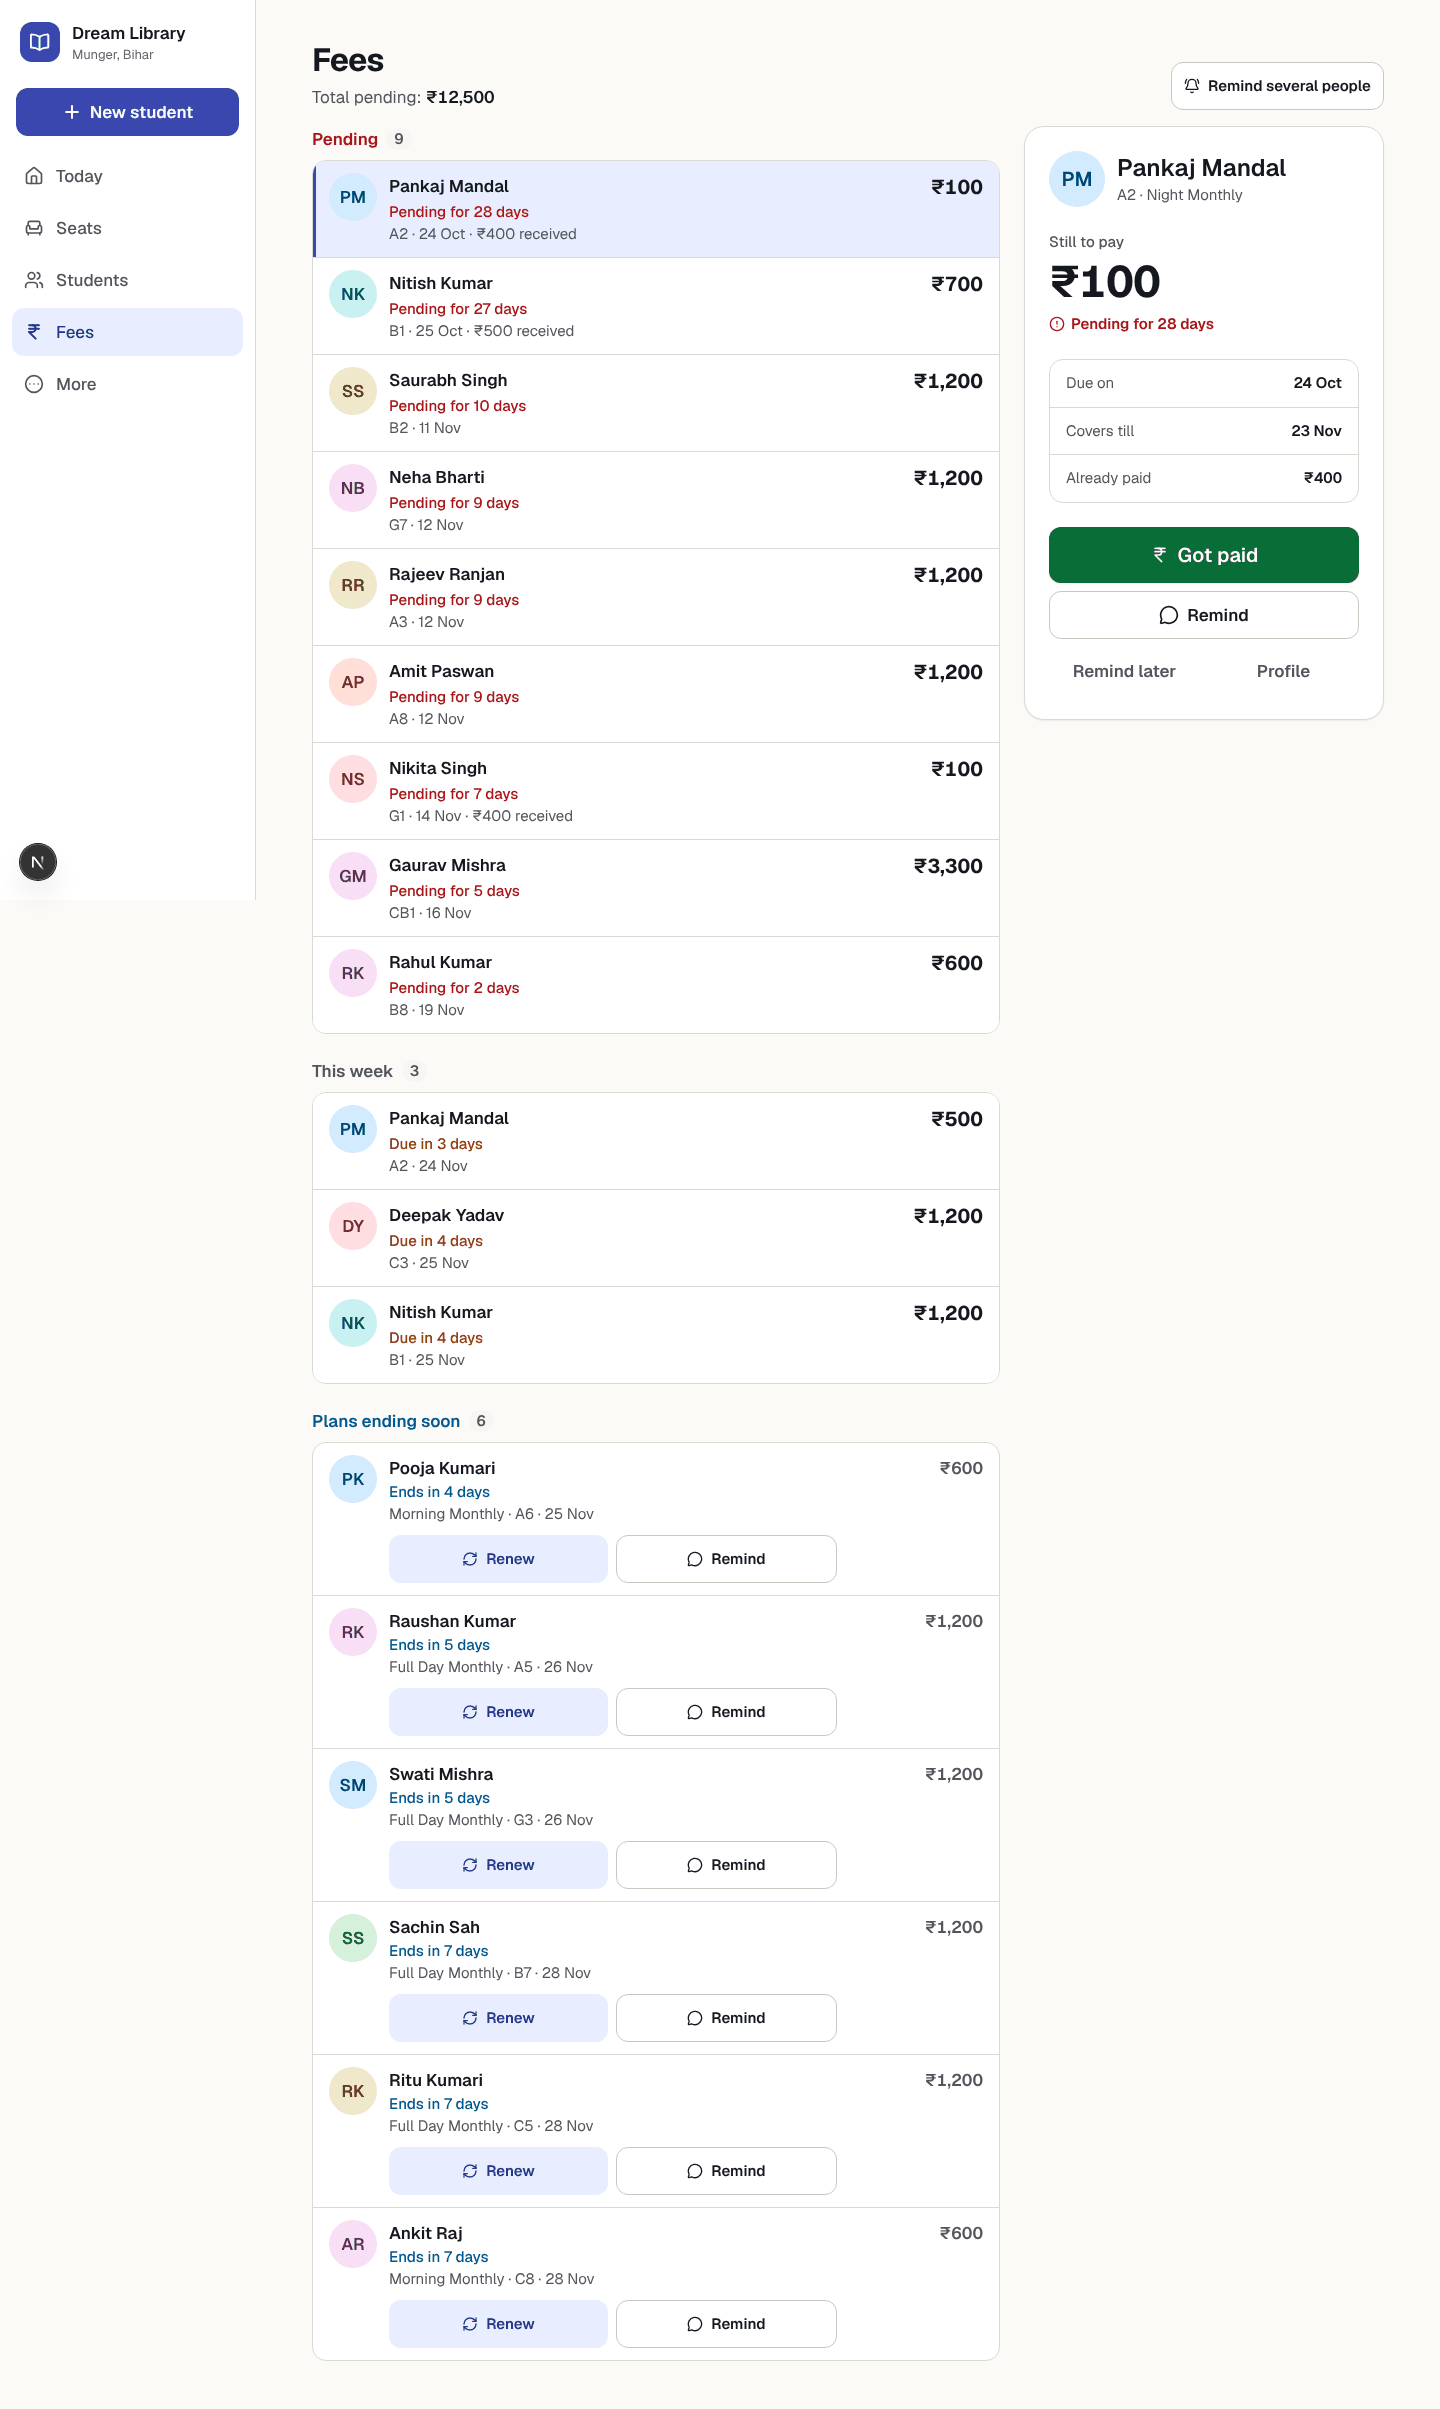 Dream Library
Munger, Bihar
New student
Today
Seats
Students
Fees
More
Fees
Total pending: ₹12,500
Remind several people
Pending 9
PM
Pankaj Mandal
₹100
Pending for 28 days
A2 · 24 Oct · ₹400 received
NK
Nitish Kumar
₹700
Pending for 27 days
B1 · 25 Oct · ₹500 received
SS
Saurabh Singh
₹1,200
Pending for 10 days
B2 · 11 Nov
NB
Neha Bharti
₹1,200
Pending for 9 days
G7 · 12 Nov
RR
Rajeev Ranjan
₹1,200
Pending for 9 days
A3 · 12 Nov
AP
Amit Paswan
₹1,200
Pending for 9 days
A8 · 12 Nov
NS
Nikita Singh
₹100
Pending for 7 days
G1 · 14 Nov · ₹400 received
GM
Gaurav Mishra
₹3,300
Pending for 5 days
CB1 · 16 Nov
RK
Rahul Kumar
₹600
Pending for 2 days
B8 · 19 Nov
This week 3
PM
Pankaj Mandal
₹500
Due in 3 days
A2 · 24 Nov
DY
Deepak Yadav
₹1,200
Due in 4 days
C3 · 25 Nov
NK
Nitish Kumar
₹1,200
Due in 4 days
B1 · 25 Nov
Plans ending soon 6
PK
Pooja Kumari
₹600
Ends in 4 days
Morning Monthly · A6 · 25 Nov
Renew
Remind
RK
Raushan Kumar
₹1,200
Ends in 5 days
Full Day Monthly · A5 · 26 Nov
Renew
Remind
SM
Swati Mishra
₹1,200
Ends in 5 days
Full Day Monthly · G3 · 26 Nov
Renew
Remind
SS
Sachin Sah
₹1,200
Ends in 7 days
Full Day Monthly · B7 · 28 Nov
Renew
Remind
RK
Ritu Kumari
₹1,200
Ends in 7 days
Full Day Monthly · C5 · 28 Nov
Renew
Remind
AR
Ankit Raj
₹600
Ends in 7 days
Morning Monthly · C8 · 28 Nov
Renew
Remind
PM
Pankaj Mandal
A2 · Night Monthly
Still to pay
₹100
Pending for 28 days
Due on 24 Oct
Covers till 23 Nov
Already paid ₹400
₹ Got paid
Remind
Remind later
Profile
N